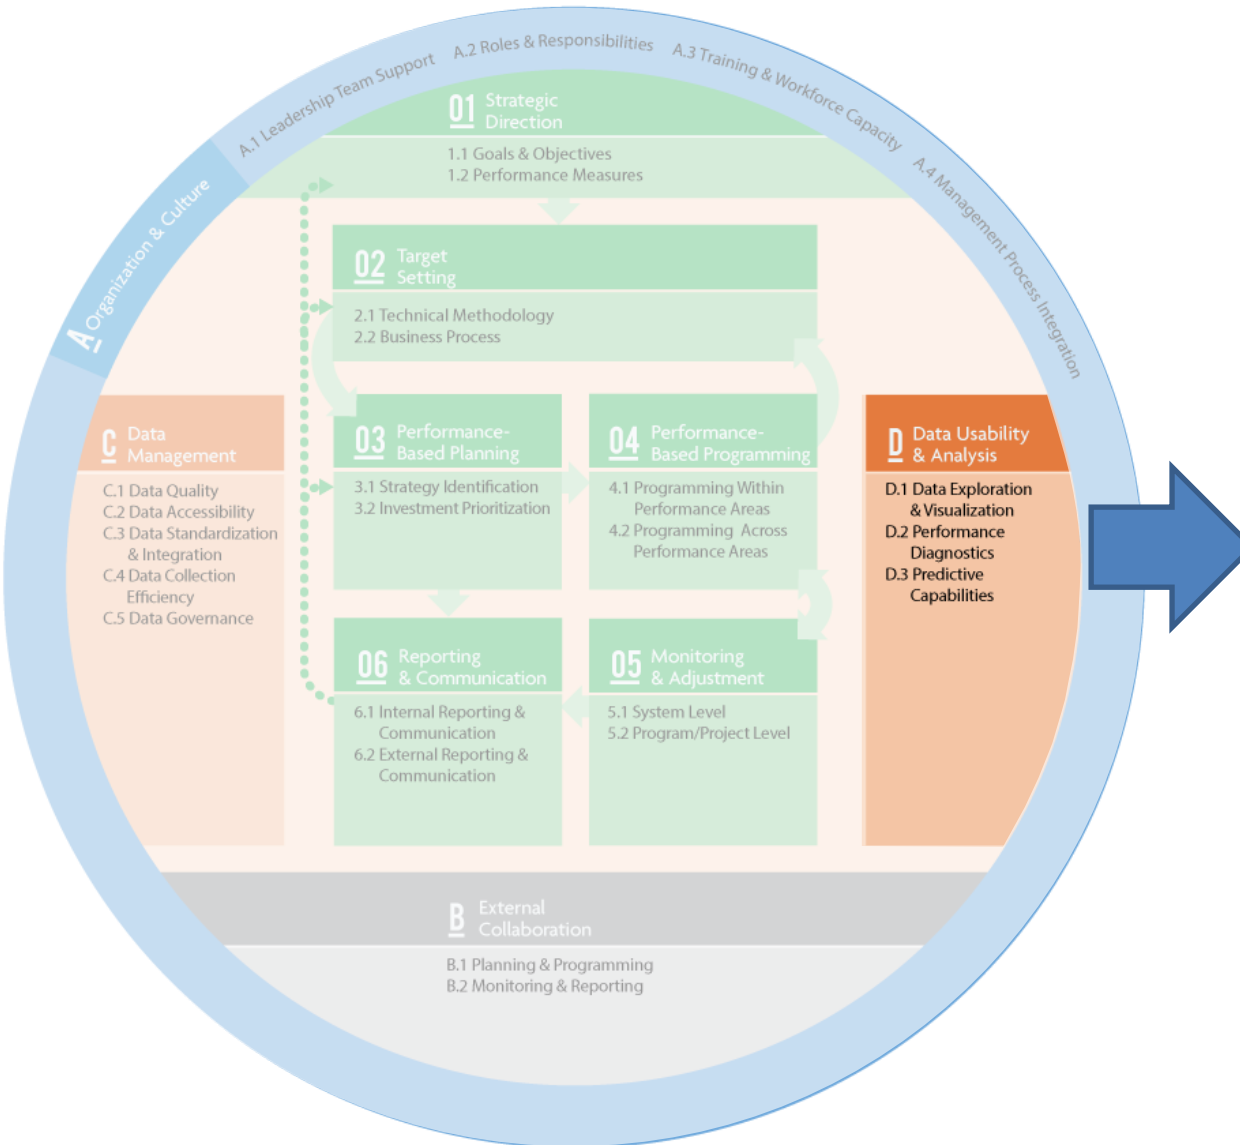 A.1 Leadership Team Support
A.2 Roles & Responsibilities
A.3 Training & Workforce Capacity
A.4 Management Process Integration
A Organization & Culture
01 Strategic
Direction
1.1 Goals & Objectives
1.2 Performance Measures
02 Target
Setting
2.1 Technical Methodology
2.2 Business Process
C Data
Management
C.1 Data Quality
C.2 Data Accessibility
C.3 Data Standardization
& Integration
C.4 Data Collection
Efficiency
C.5 Data Governance
03 Performance-
Based Planning
3.1 Strategy Identification
3.2 Investment Prioritization
04 Performance-
Based Programming
4.1 Programming Within
Performance Areas
4.2 Programming Across
Performance Areas
D Data Usability
& Analysis
D.1 Data Exploration
& Visualization
D.2 Performance
Diagnostics
D.3 Predictive
Capabilities
06 Reporting
& Communication
6.1 Internal Reporting &
Communication
6.2 External Reporting &
Communication
05 Monitoring
& Adjustment
5.1 System Level
5.2 Program/Project Level
B External
Collaboration
B.1 Planning & Programming
B.2 Monitoring & Reporting